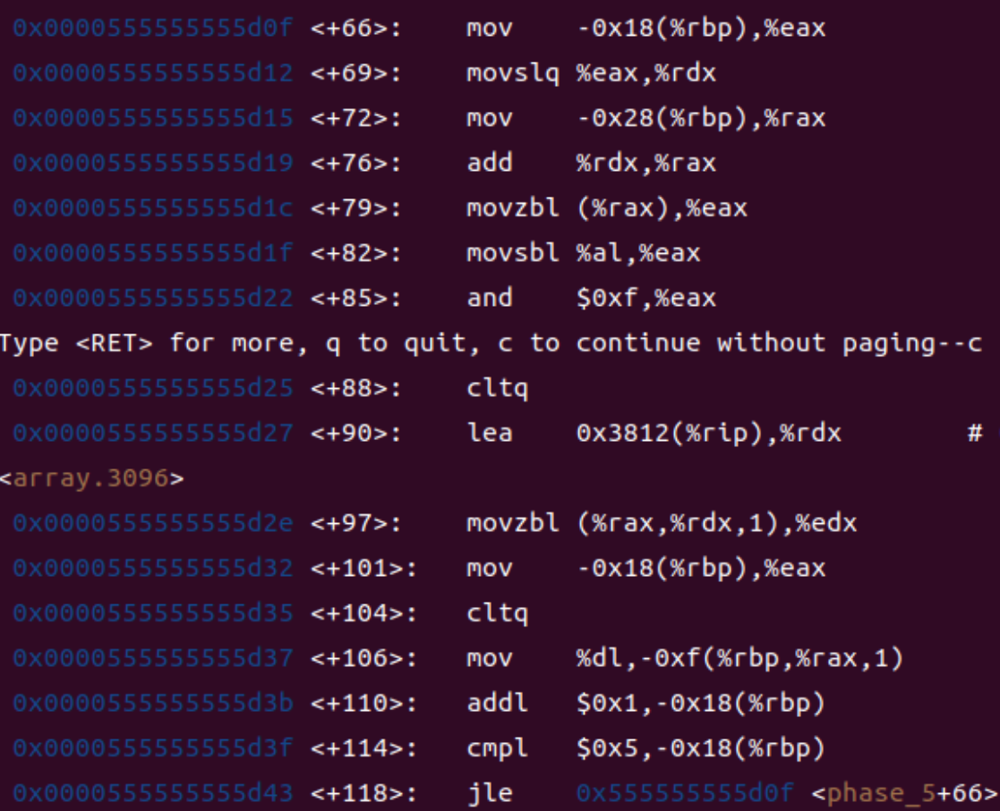 0x0000555555555d0f <+66>: mov -0x18(%rbp),%eax
0x0000555555555d12 <+69>: movslq %eax,%rdx
0x0000555555555d15 <+72>: mov -0x28(%rbp),%rax
0x0000555555555d19 <+76>: add %rdx,%rax
0x0000555555555d1c <+79>: movzbl (%rax),%eax
0x0000555555555d1f <+82>: movsbl %al,%eax
0x0000555555555d22 <+85>: and $0xf,%eax
Type <RET> for more, q to quit, c to continue without paging--c
0x0000555555555d25 <+88>: cltq
0x0000555555555d27 <+90>: lea 0x3812(%rip),%rdx #
<array.3096>
0x0000555555555d2e <+97>: movzbl (%rax,%rdx,1),%edx
0x0000555555555d32 <+101>: mov -0x18(%rbp),%eax
0x0000555555555d35 <+104>: cltq
0x0000555555555d37 <+106>: mov %dl,-0xf(%rbp,%rax,1)
0x0000555555555d3b <+110>: addl $0x1,-0x18(%rbp)
0x0000555555555d3f <+114>: cmpl $0x5,-0x18(%rbp)
0x0000555555555d43 <+118>: jle 0x555555555d0f <phase_5+66>